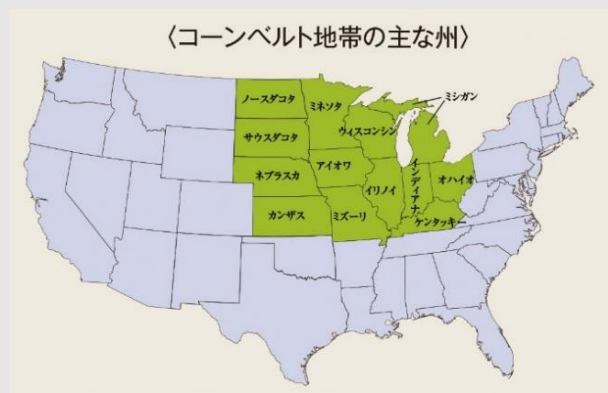 〈コーンベルト地帯の主な州〉
ノースダコタ
ミネソタ
ミシガン
サウスダコタ
ウィスコンシン
ネブラスカ
アイオワ
イリノイ
インディアナ
オハイオ
カンザス
ミズーリ
ケンタッキー